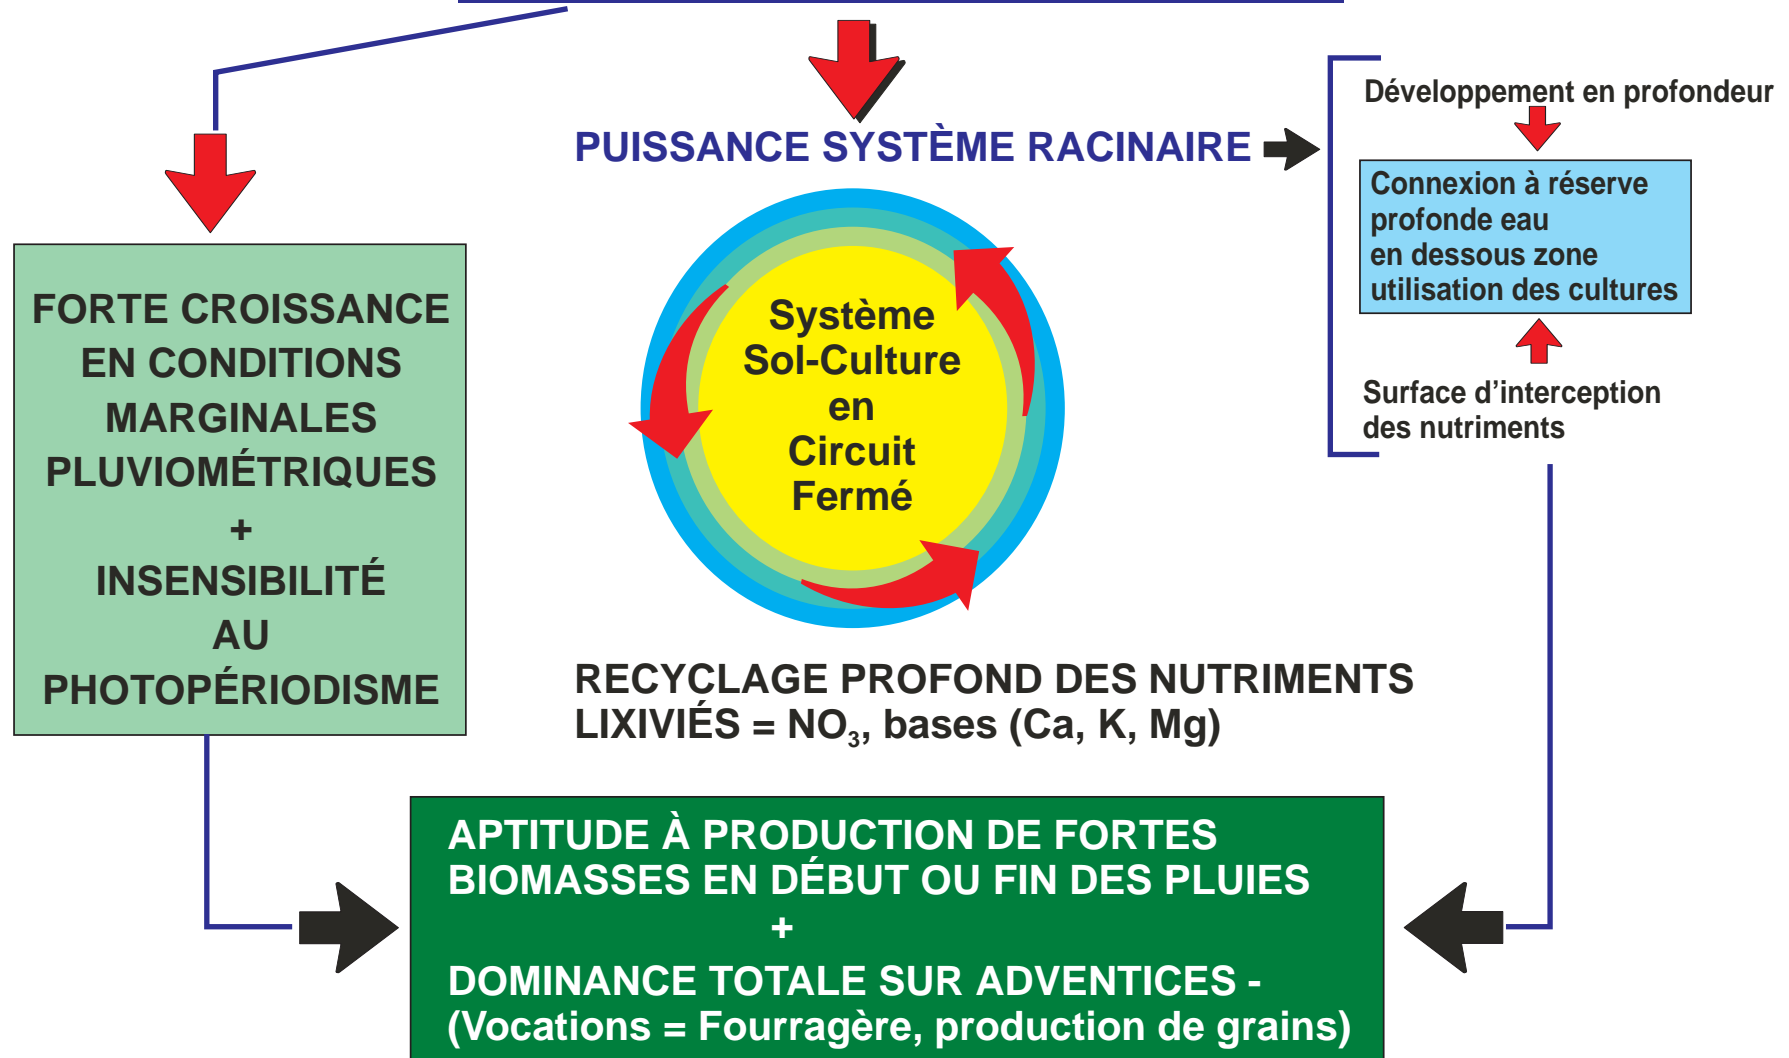 PUISSANCE SYSTÈME RACINAIRE
Développement en profondeur
Connexion à réserve
profonde eau
en dessous zone
utilisation des cultures
Surface d’interception
des nutriments
FORTE CROISSANCE
EN CONDITIONS
MARGINALES
PLUVIOMÉTRIQUES
+
INSENSIBILITÉ
AU
PHOTOPÉRIODISME
Système
Sol-Culture
en
Circuit
Fermé
RECYCLAGE PROFOND DES NUTRIMENTS
LIXIVIÉS = NO₃, bases (Ca, K, Mg)
APTITUDE À PRODUCTION DE FORTES
BIOMASSES EN DÉBUT OU FIN DES PLUIES
+
DOMINANCE TOTALE SUR ADVENTICES -
(Vocations = Fourragère, production de grains)